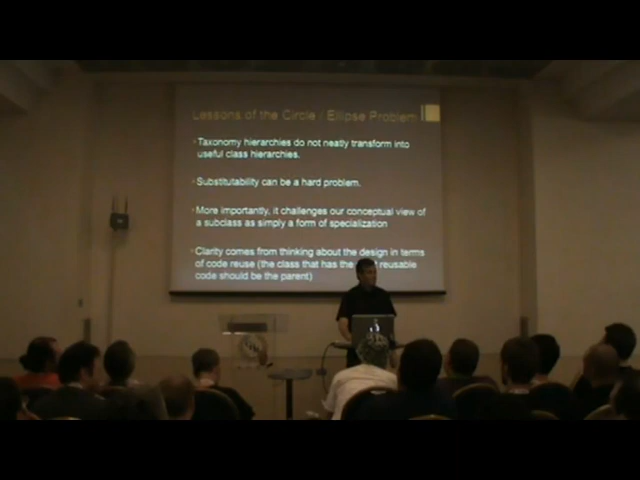 Lessons of the Circle / Ellipse Problem
Taxonomy hierarchies do not neatly transform into
useful class hierarchies.
Substitutability can be a hard problem.
More importantly, it challenges our conceptual view of
a subclass as simply a form of specialization
Clarity comes from thinking about the design in terms
of code reuse (the class that has the reusable
code should be the parent)